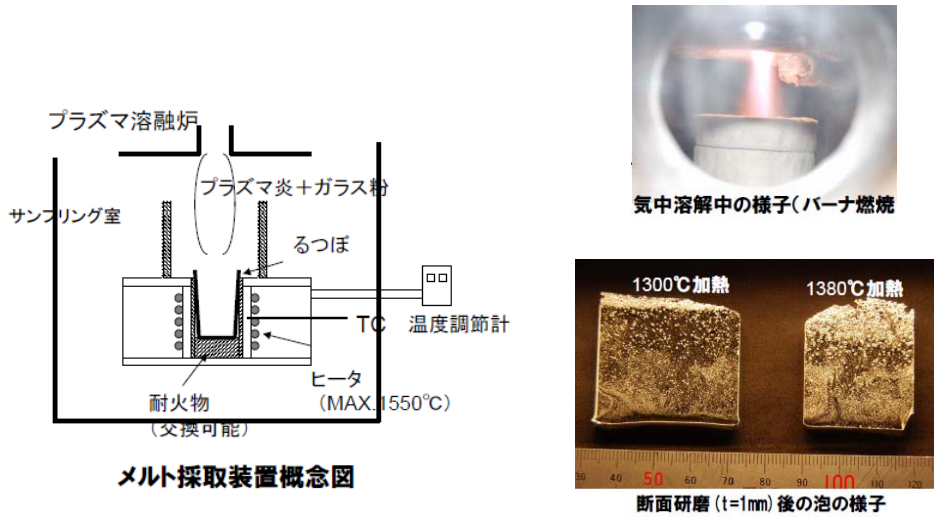 プラズマ溶融炉
プラズマ炎＋ガラス粉
サンプリング室
るつぼ
TC 温度調節計
ヒータ
（MAX.1550℃）
耐火物
（交換可能）
メルト採取装置概念図
気中溶解中の様子（バーナ燃焼
1300℃加熱
1380℃加熱
30 40 50 60 70 80 90 100 110 120
断面研磨（t=1mm）後の泡の様子